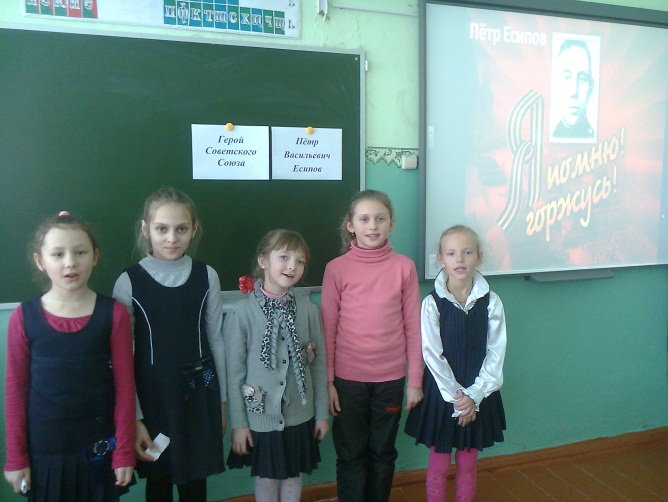 Пётр Есипов
Герой
Советского
Союза
Пётр
Васильевич
Есипов
Я помню!
горжусь!